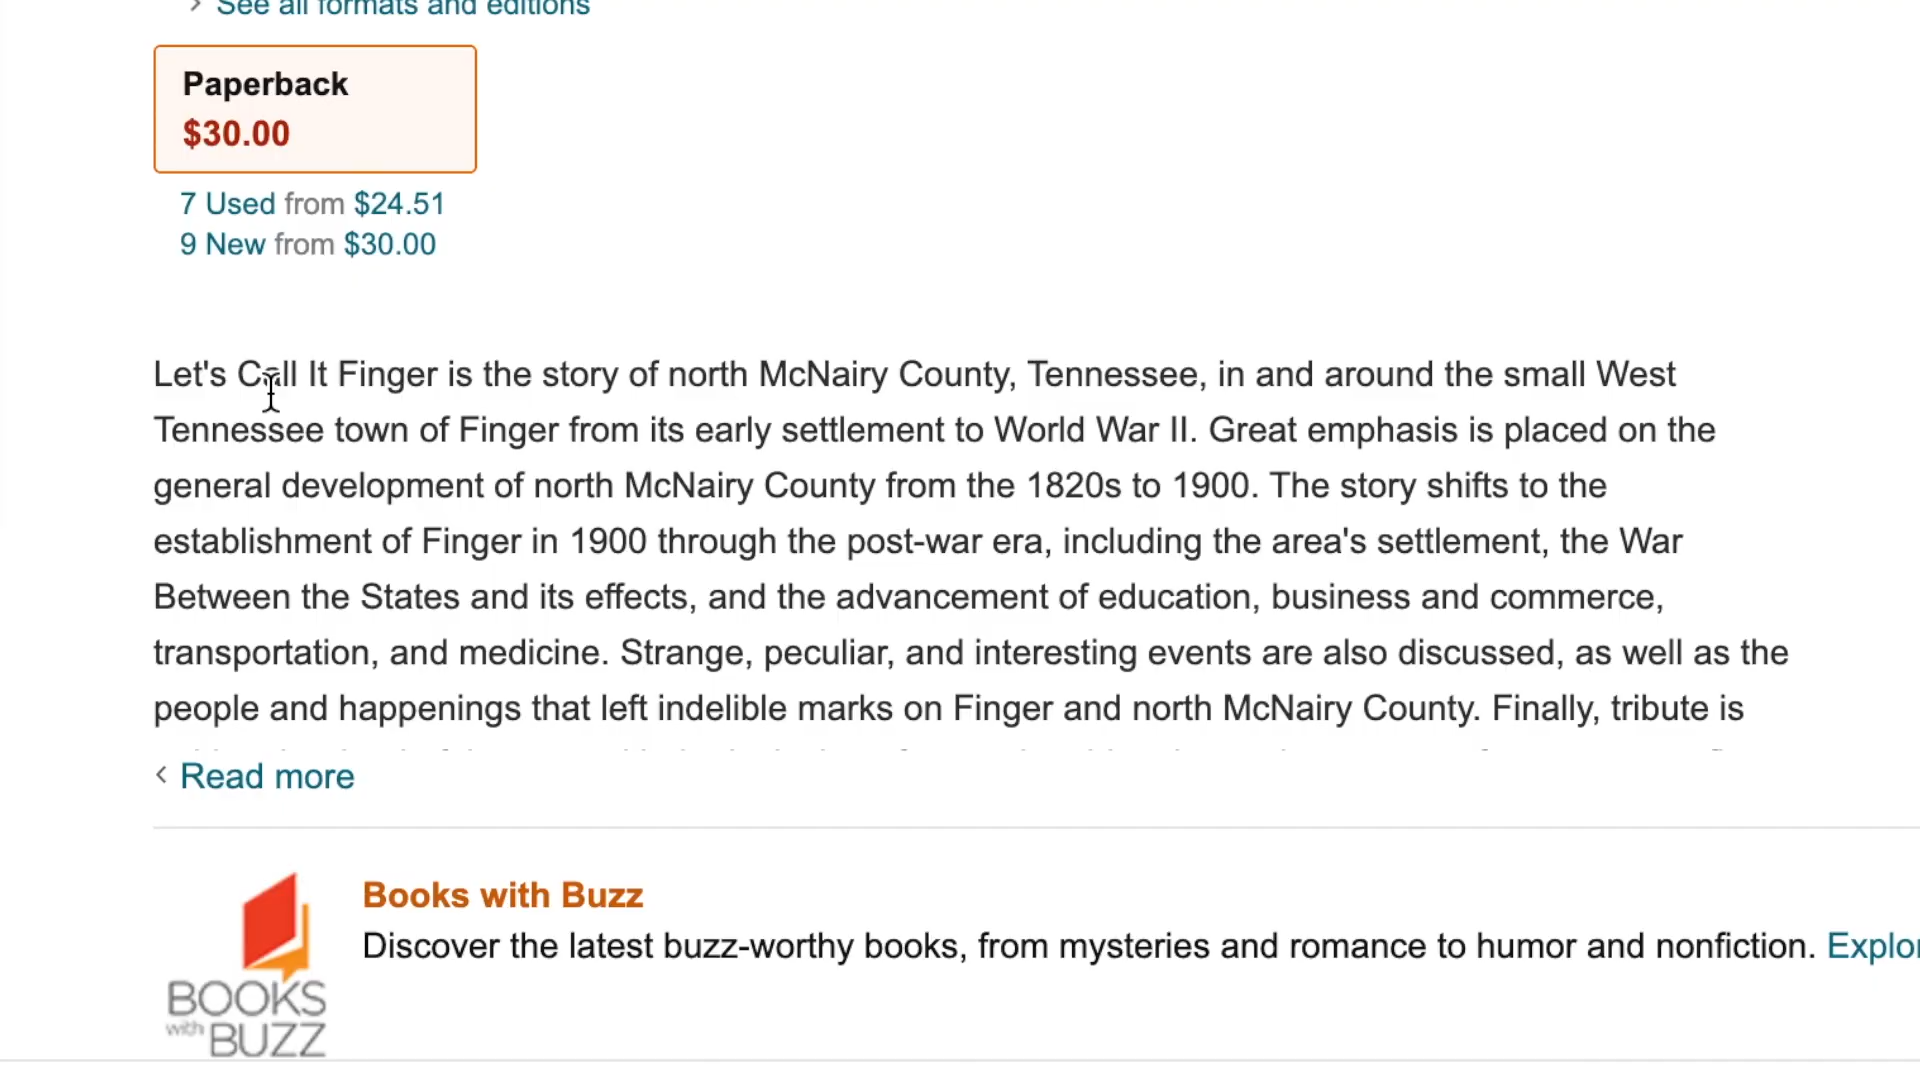 See all formats and editions
Paperback
$30.00
7 Used from $24.51
9 New from $30.00
Let's Call It Finger is the story of north McNairy County, Tennessee, in and around the small West
Tennessee town of Finger from its early settlement to World War II. Great emphasis is placed on the
general development of north McNairy County from the 1820s to 1900. The story shifts to the
establishment of Finger in 1900 through the post-war era, including the area's settlement, the War
Between the States and its effects, and the advancement of education, business and commerce,
transportation, and medicine. Strange, peculiar, and interesting events are also discussed, as well as the
people and happenings that left indelible marks on Finger and north McNairy County. Finally, tribute is
Read more
Books with Buzz
Discover the latest buzz-worthy books, from mysteries and romance to humor and nonfiction. Explor
BOOKS
with BUZZ